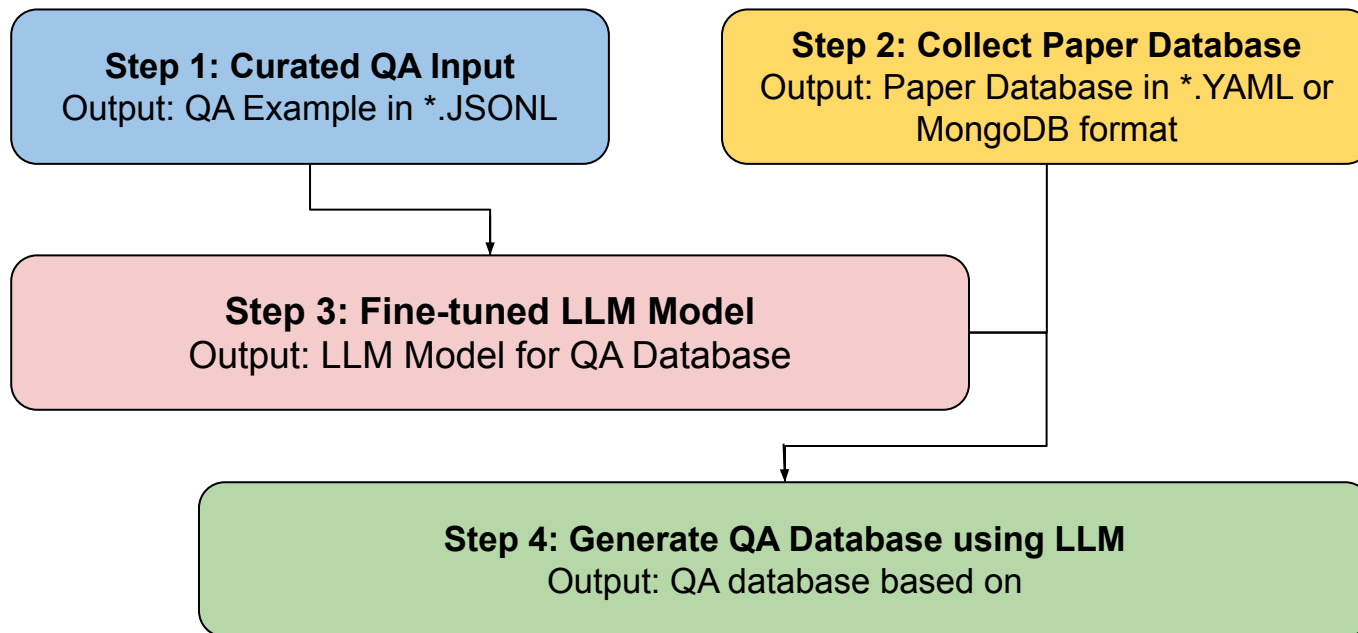 Step 1: Curated QA Input
Output: QA Example in *.JSONL
Step 2: Collect Paper Database
Output: Paper Database in *.YAML or
MongoDB format
Step 3: Fine-tuned LLM Model
Output: LLM Model for QA Database
Step 4: Generate QA Database using LLM
Output: QA database based on